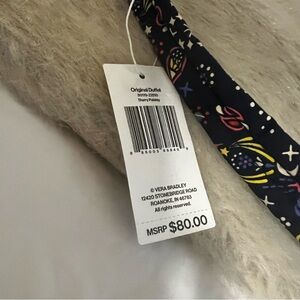 Original Duffel
Starry Paisley
© VERA BRADLEY
12420 STONEBRIDGE ROAD
ROANOKE, IN 46783
All rights reserved.
MSRP $80.00